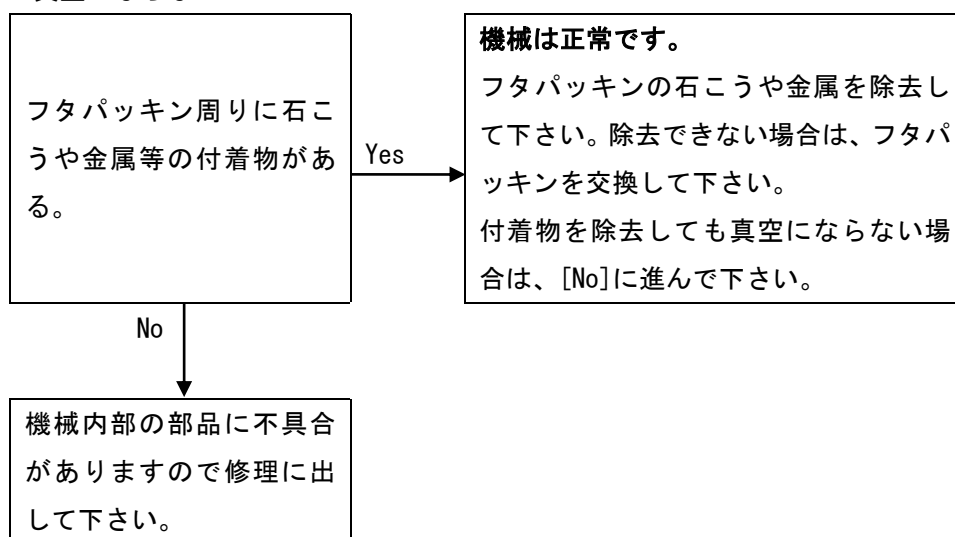 フタパッキン周りに石こ
うや金属等の付着物があ
る。
Yes
機械は正常です。
フタパッキンの石こうや金属を除去し
て下さい。除去できない場合は、フタパ
ッキンを交換して下さい。
付着物を除去しても真空にならない場
合は、[No]に進んで下さい。
No
機械内部の部品に不具合
がありますので修理に出
して下さい。